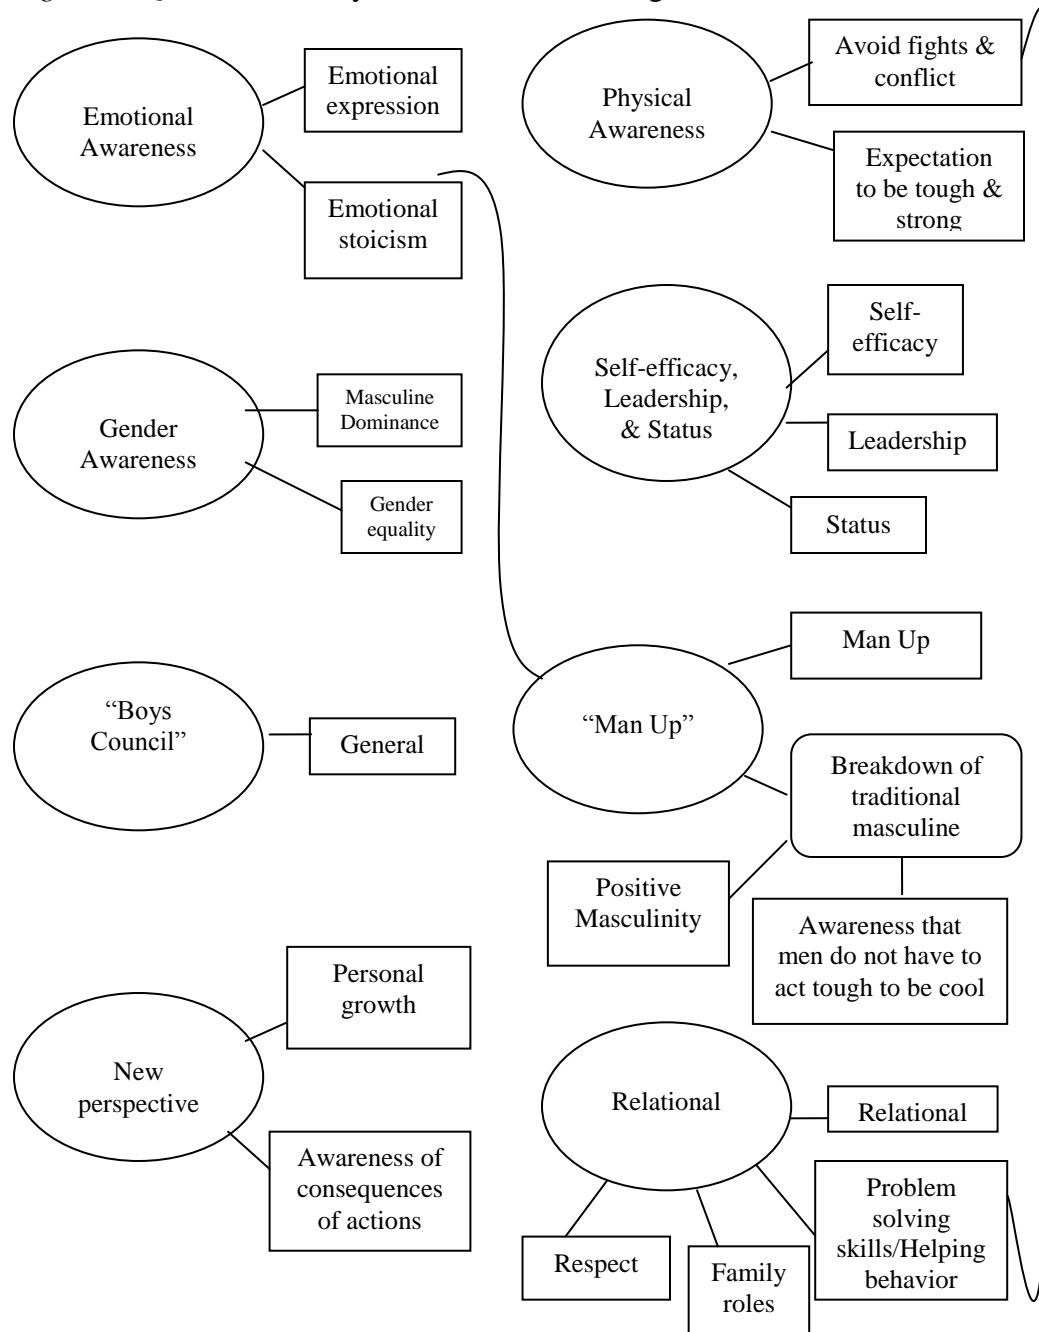 Emotional
Awareness
Emotional
expression
Emotional
stoicism
Physical
Awareness
Avoid fights &
conflict
Expectation
to be tough &
strong
Gender
Awareness
Masculine
Dominance
Gender
equality
Self-efficacy,
Leadership,
& Status
Self-
efficacy
Leadership
Status
“Boys
Council”
General
“Man Up”
Man Up
Breakdown of
traditional
masculine
Positive
Masculinity
Awareness that
men do not have to
act tough to be cool
New
perspective
Personal
growth
Awareness of
consequences
of actions
Relational
Relational
Problem
solving
skills/Helping
behavior
Respect
Family
roles